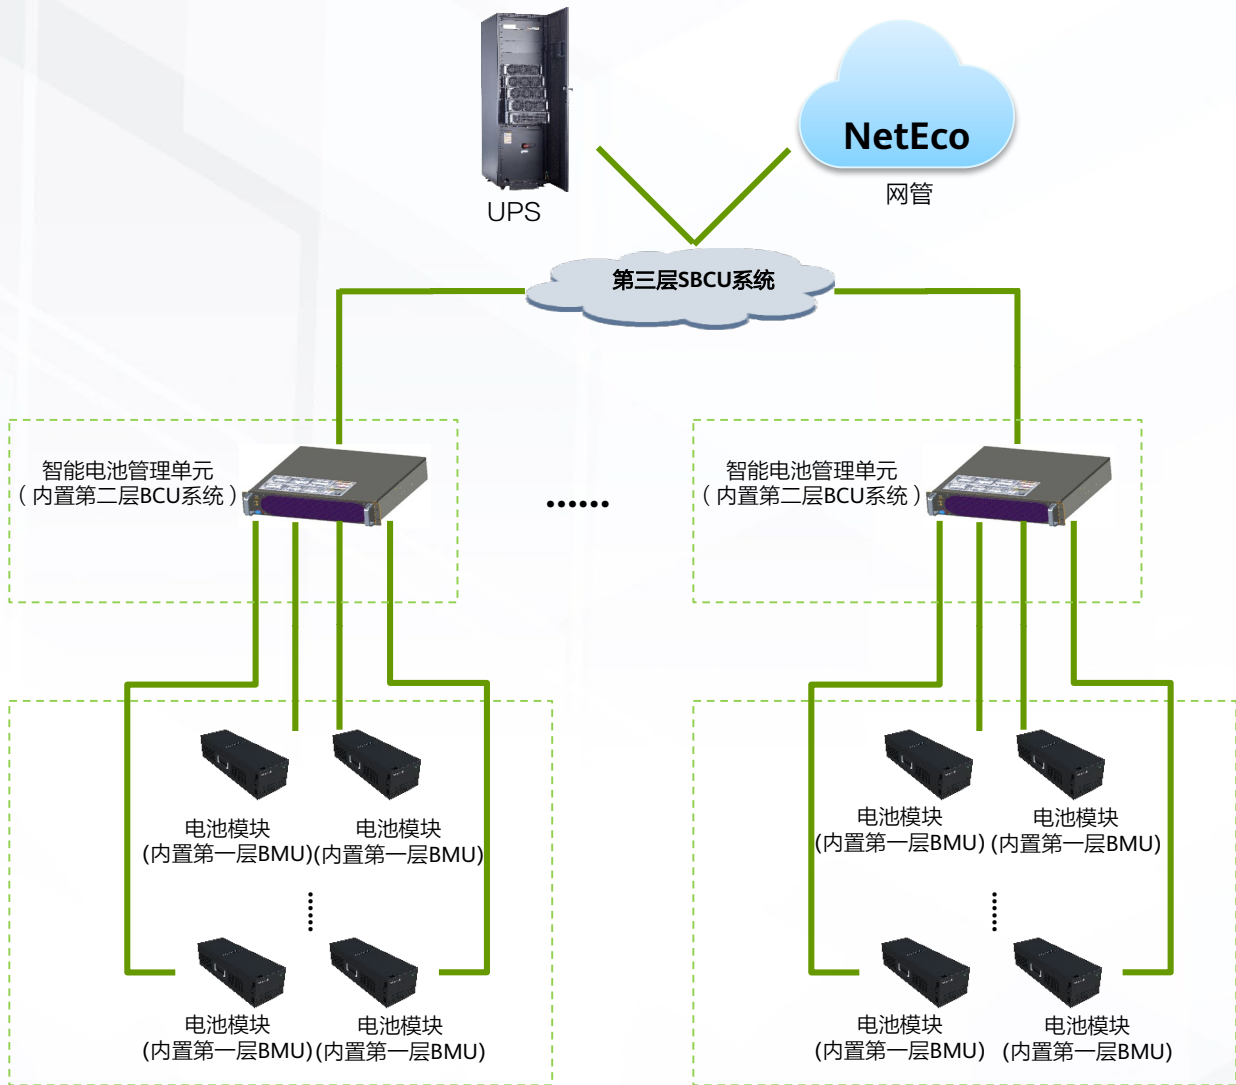 NetEco
UPS
网管
第三层SBCU系统
智能电池管理单元
（内置第二层BCU系统）
......
智能电池管理单元
（内置第二层BCU系统）
电池模块
(内置第一层BMU)
电池模块
(内置第一层BMU)
电池模块
(内置第一层BMU)
电池模块
(内置第一层BMU)
......
......
电池模块
(内置第一层BMU)
电池模块
(内置第一层BMU)
电池模块
(内置第一层BMU)
电池模块
(内置第一层BMU)